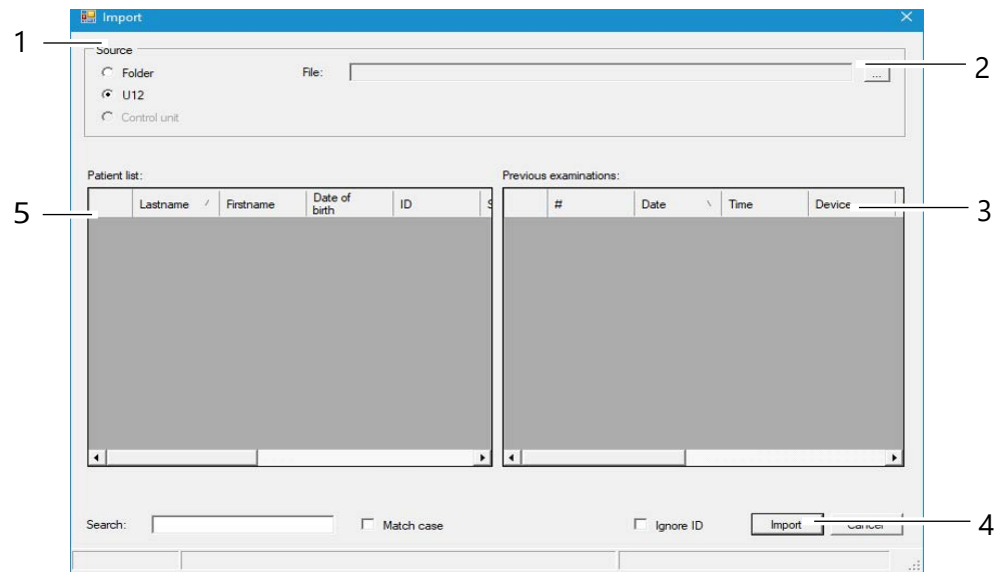 Import
1
Source
Folder
File:
...
2
U12
Control unit
Patient list:
Previous examinations:
5
Lastname
Firstname
Date of birth
ID
S
#
Date
Time
Device
3
Search:
Match case
Ignore ID
Import
Cancel
4